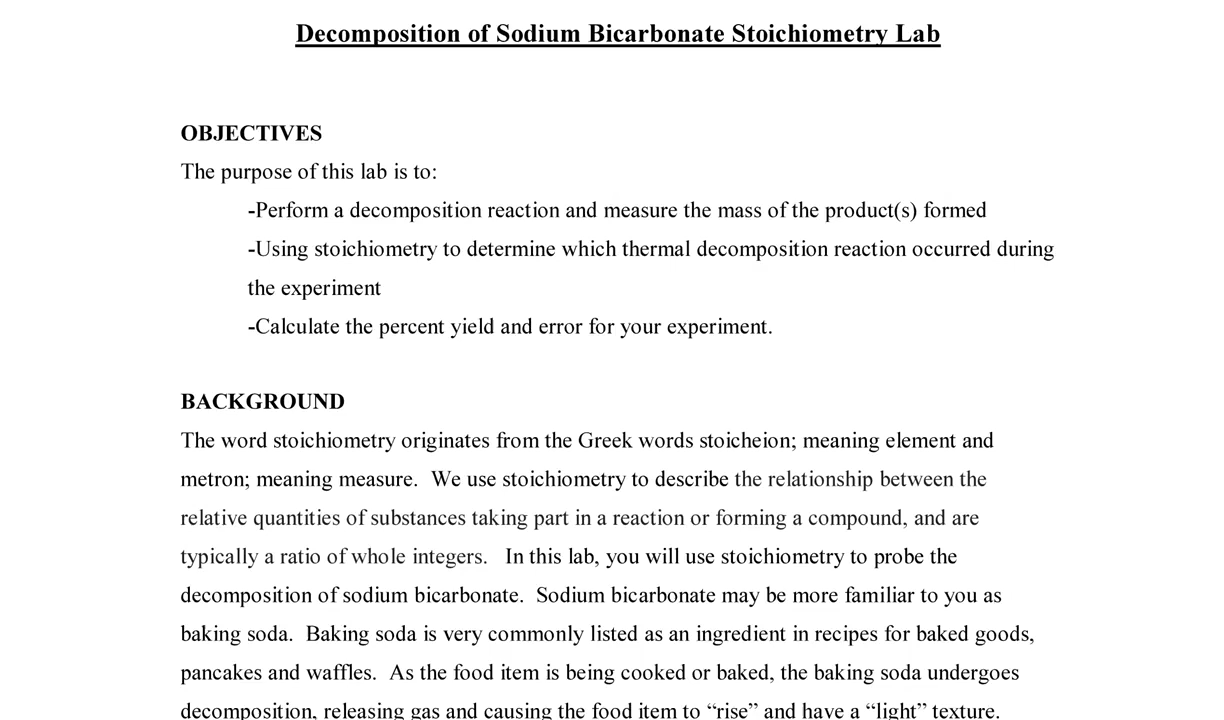 Decomposition of Sodium Bicarbonate Stoichiometry Lab
OBJECTIVES
The purpose of this lab is to:
-Perform a decomposition reaction and measure the mass of the product(s) formed
-Using stoichiometry to determine which thermal decomposition reaction occurred during
the experiment
-Calculate the percent yield and error for your experiment.
BACKGROUND
The word stoichiometry originates from the Greek words stoicheion; meaning element and
metron; meaning measure.  We use stoichiometry to describe the relationship between the
relative quantities of substances taking part in a reaction or forming a compound, and are
typically a ratio of whole integers.   In this lab, you will use stoichiometry to probe the
decomposition of sodium bicarbonate.  Sodium bicarbonate may be more familiar to you as
baking soda.  Baking soda is very commonly listed as an ingredient in recipes for baked goods,
pancakes and waffles.  As the food item is being cooked or baked, the baking soda undergoes
decomposition, releasing gas and causing the food item to “rise” and have a “light” texture.